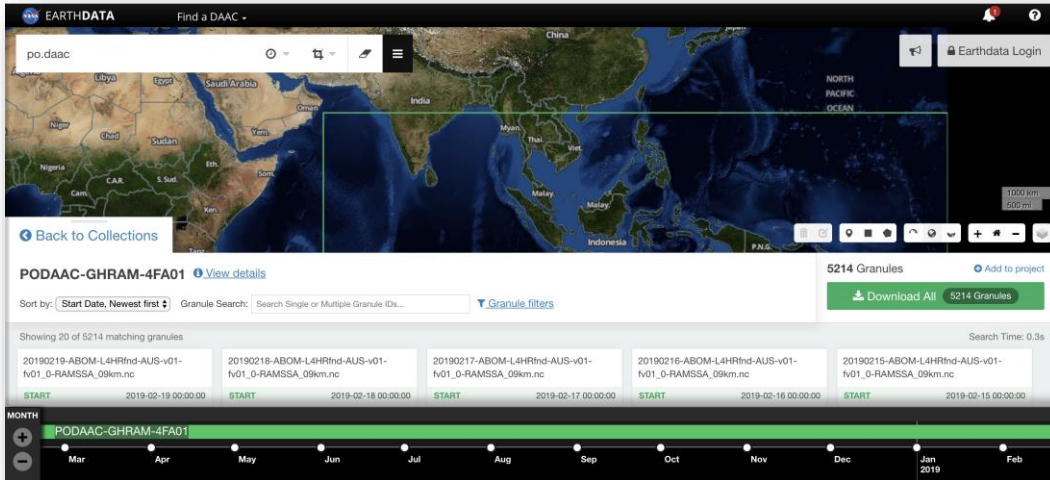 EARTHDATA Find a DAAC
1
po.daac
Earthdata Login
China
Libya
Egypt
Saudi Arabia
Oman
India
NORTH
PACIFIC
OCEAN
Niger
Chad
Sudan
Yem.
Myan.
Thai.
Viet.
Nigeria
C.A.R.
S. Sud.
Eth.
Som.
Cam.
Ken.
Malay.
Malay.
1000 km
500 mi
Indonesia
P.N.G.
Tanz
Back to Collections
PODAAC-GHRAM-4FA01 View details
5214 Granules Add to project
Sort by: Start Date, Newest first Granule Search: Search Single or Multiple Granule IDs... Granule filters
Download All 5214 Granules
Showing 20 of 5214 matching granules Search Time: 0.3s
20190219-ABOM-L4HRfnd-AUS-v01-
fv01_0-RAMSSA_09km.nc
START 2019-02-19 00:00:00
20190218-ABOM-L4HRfnd-AUS-v01-
fv01_0-RAMSSA_09km.nc
START 2019-02-18 00:00:00
20190217-ABOM-L4HRfnd-AUS-v01-
fv01_0-RAMSSA_09km.nc
START 2019-02-17 00:00:00
20190216-ABOM-L4HRfnd-AUS-v01-
fv01_0-RAMSSA_09km.nc
START 2019-02-16 00:00:00
20190215-ABOM-L4HRfnd-AUS-v01-
fv01_0-RAMSSA_09km.nc
START 2019-02-15 00:00:00
MONTH
PODAAC-GHRAM-4FA01
Mar Apr May Jun Jul Aug Sep Oct Nov Dec Jan Feb
2019